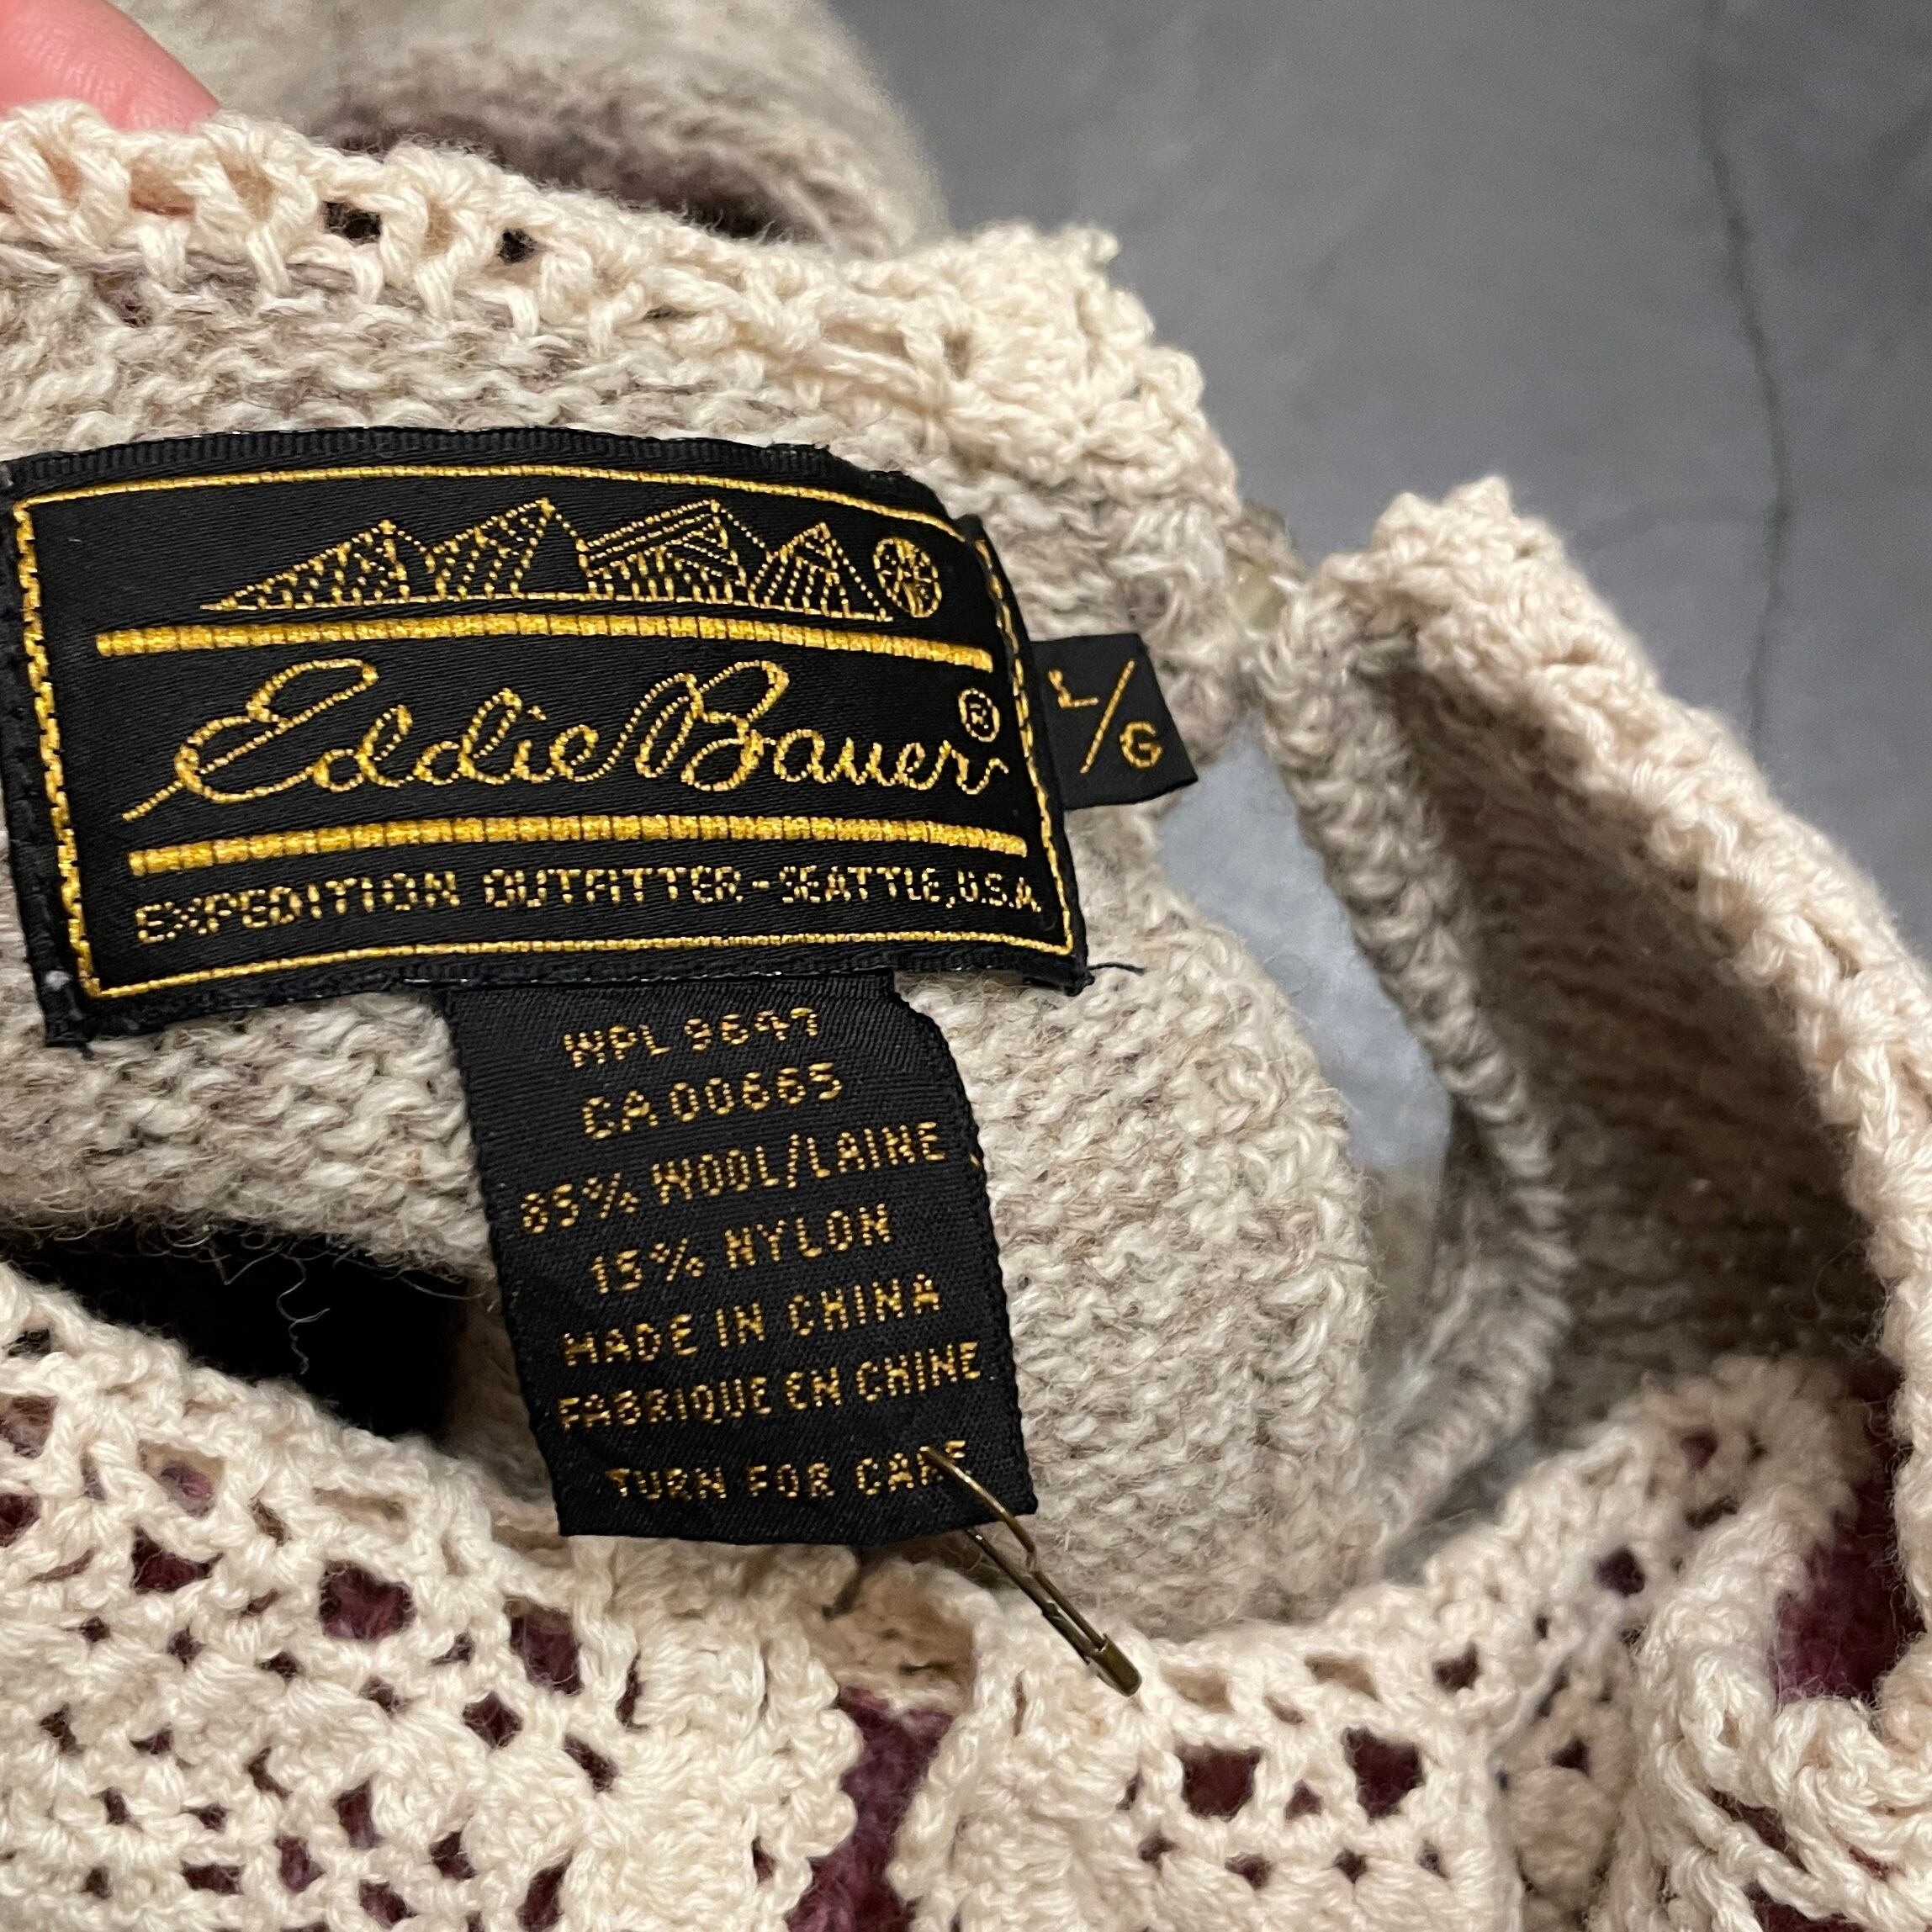 Eddie Bauer®
EXPEDITION OUTFITTER-SEATTLE, U.S.A.
L/G
WPL 9647
CA 00665
85% WOOL/LAINE
15% NYLON
MADE IN CHINA
FABRIQUE EN CHINE
TURN FOR CARE